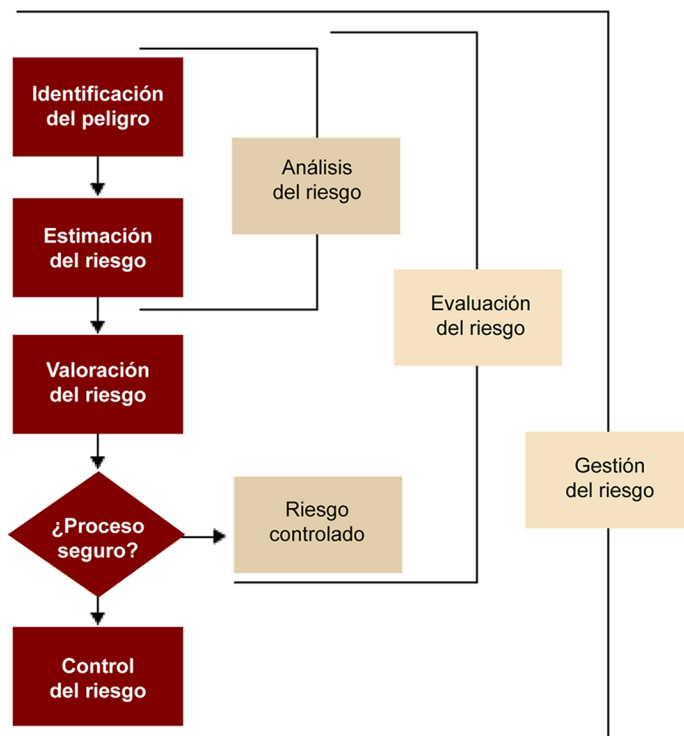 Identificación
del peligro
Análisis
del riesgo
Estimación
del riesgo
Evaluación
del riesgo
Valoración
del riesgo
Gestión
del riesgo
¿Proceso
seguro?
Riesgo
controlado
Control
del riesgo